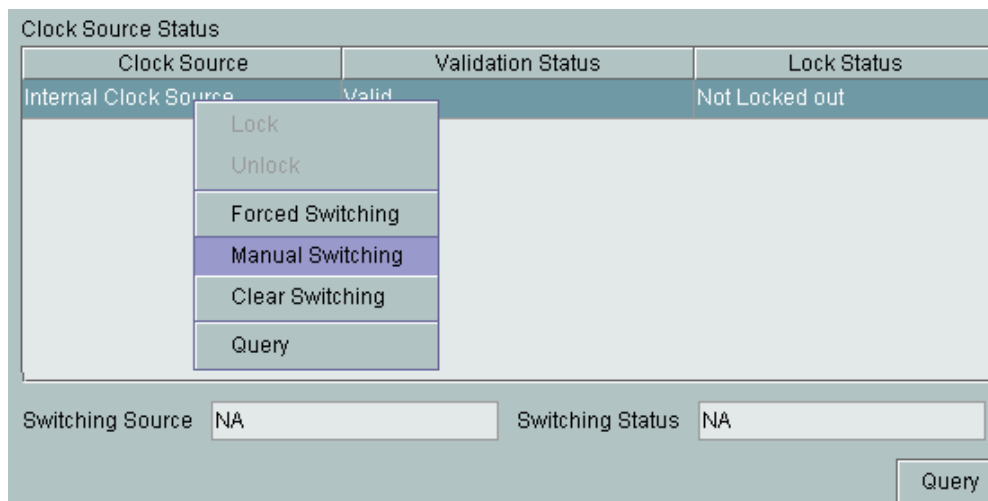 Clock Source Status
Clock Source Validation Status Lock Status
Internal Clock Source Valid Not Locked out
Lock
Unlock
Forced Switching
Manual Switching
Clear Switching
Query
Switching Source NA Switching Status NA
Query